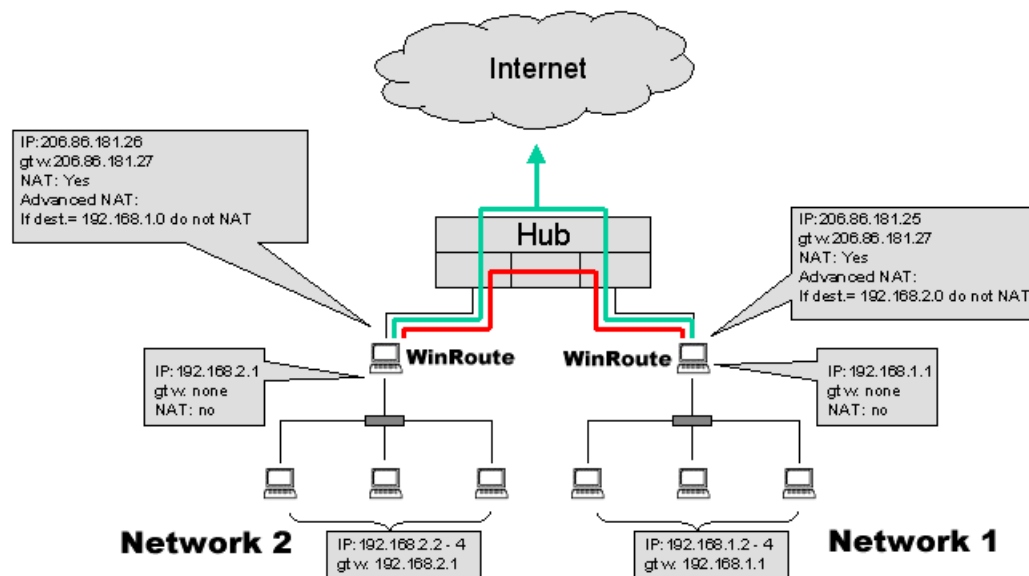 Internet
IP:206.86.181.26
gtw:206.86.181.27
NAT: Yes
Advanced NAT:
If dest.= 192.168.1.0 do not NAT
Hub
IP:206.86.181.25
gtw:206.86.181.27
NAT: Yes
Advanced NAT:
If dest.= 192.168.2.0 do not NAT
WinRoute
WinRoute
IP:192.168.2.1
gtw: none
NAT: no
IP:192.168.1.1
gtw: none
NAT: no
Network 2
IP:192.168.2.2 - 4
gtw: 192.168.2.1
IP:192.168.1.2 - 4
gtw: 192.168.1.1
Network 1